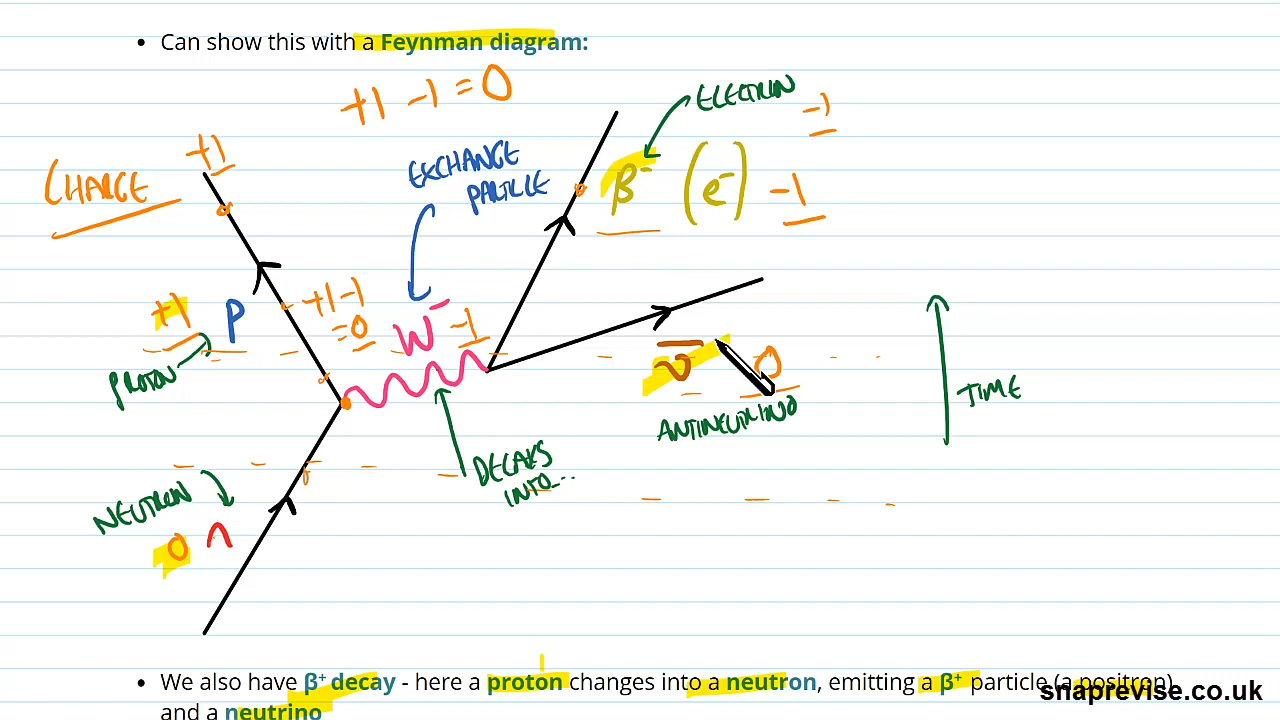 • Can show this with a Feynman diagram:
+1 -1 = 0
ELECTRON
-1
CHARGE
+1
EXCHANGE
PARTICLE
β⁻ (e⁻) -1
+1 P
+1-1
=0
W⁻ -1
PROTON
ν̅ 0
ANTINEUTRINO
TIME
DECAYS
INTO...
NEUTRON
0 n
• We also have β⁺ decay - here a proton changes into a neutron, emitting a β⁺ particle (a positron)
and a neutrino
snaprevise.co.uk